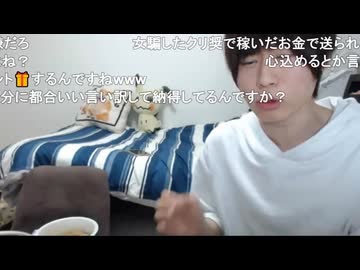 だろ
女騙したクリ奨で稼いだお金で送られ
ね？
心込めるとか言
ント🎁するんですねwww
分に都合いい言い訳して納得してるんですか？